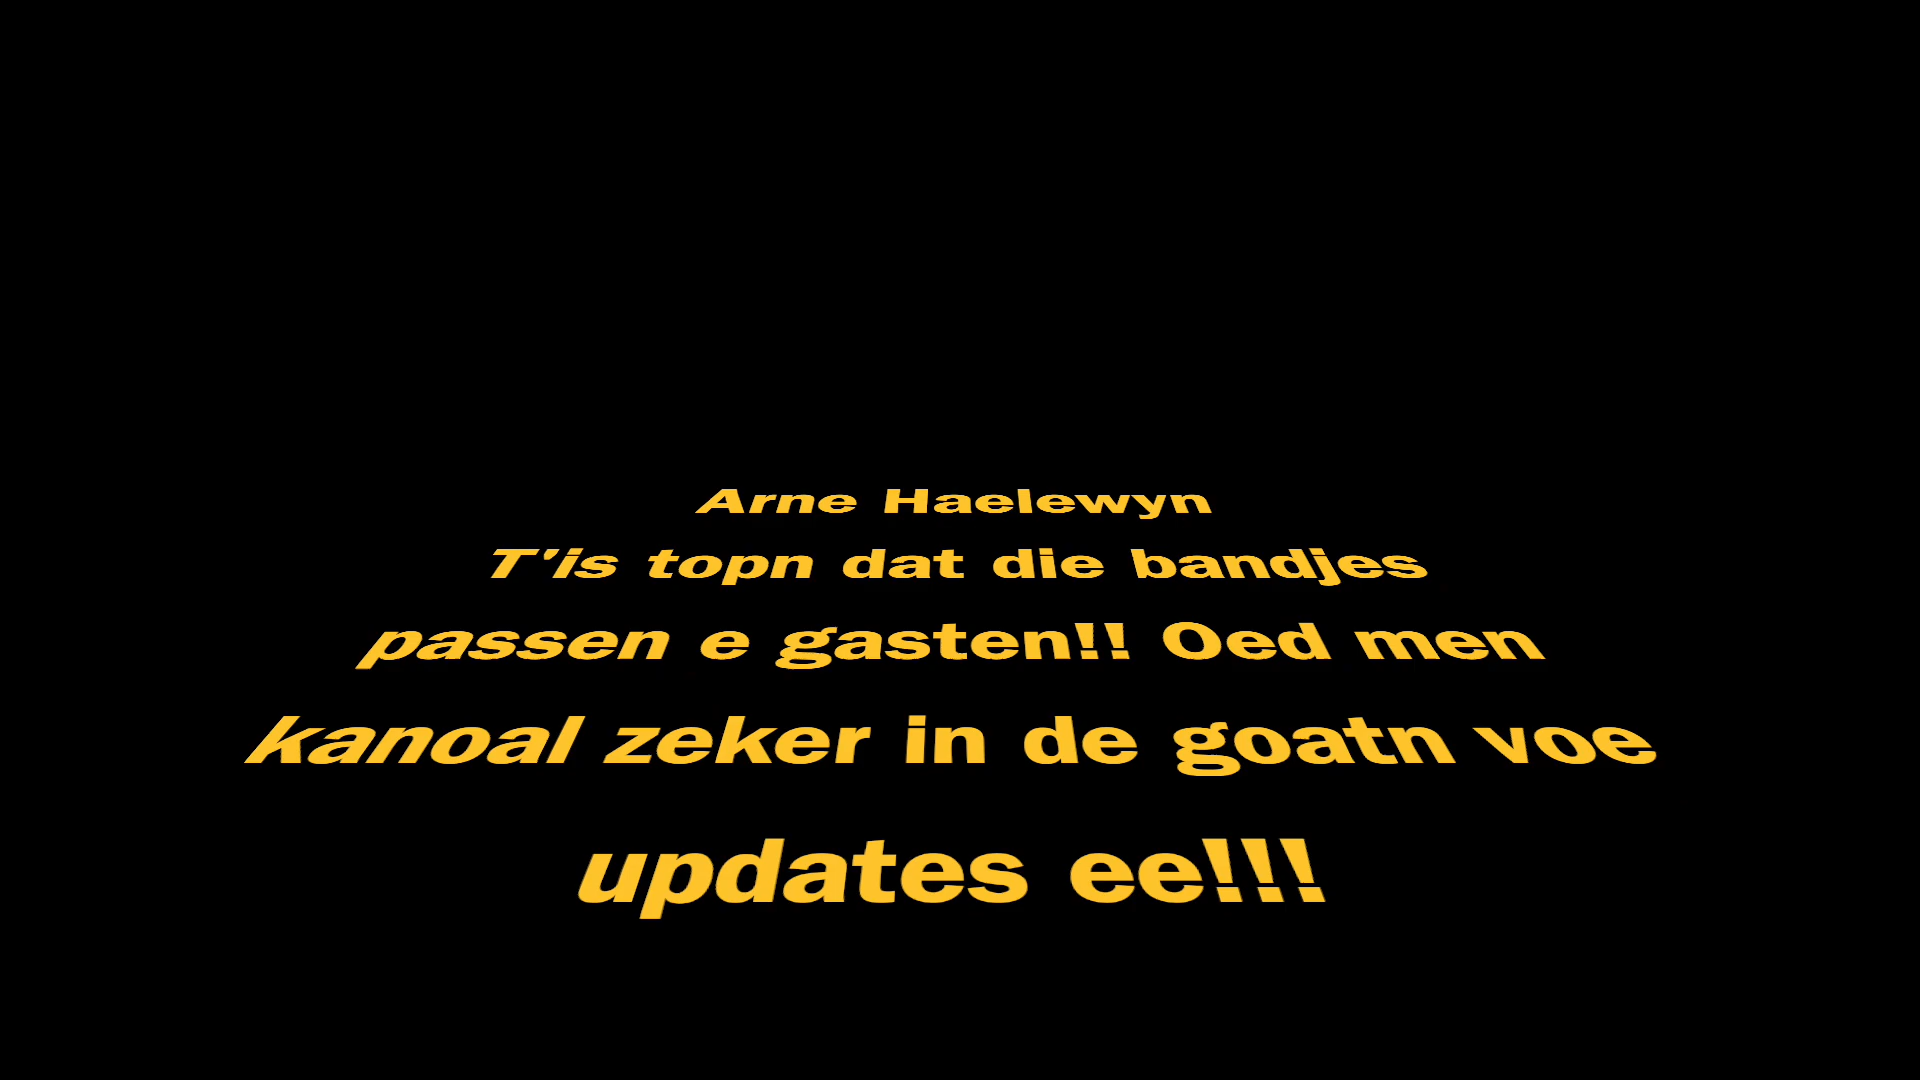 Arne Haelewyn
T'is topn dat die bandjes
passen e gasten!! Oed men
kanoal zeker in de goatn voe
updates ee!!!